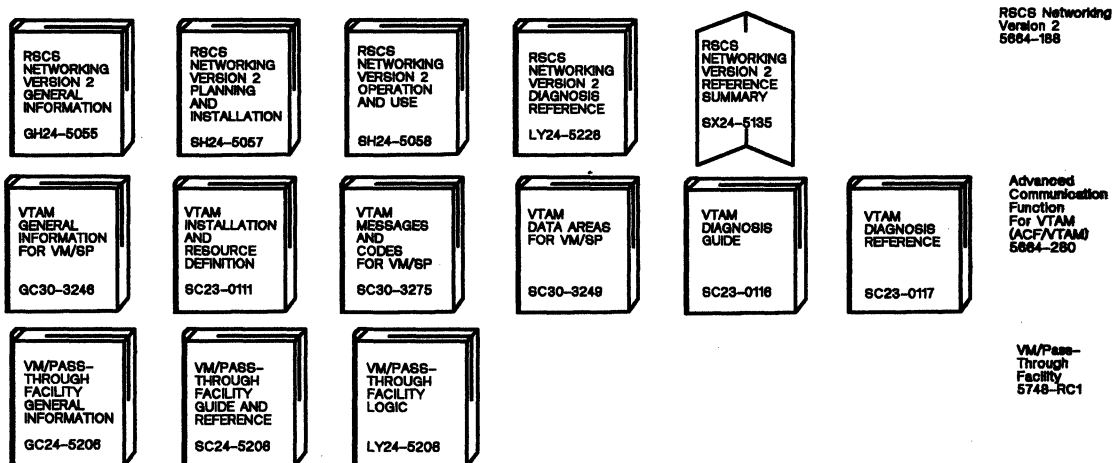 RSCS
NETWORKING
VERSION 2
GENERAL
INFORMATION
GH24-5055
RSCS
NETWORKING
VERSION 2
PLANNING
AND
INSTALLATION
SH24-5057
RSCS
NETWORKING
VERSION 2
OPERATION
AND USE
SH24-5058
RSCS
NETWORKING
VERSION 2
DIAGNOSIS
REFERENCE
LY24-5228
RSCS
NETWORKING
VERSION 2
REFERENCE
SUMMARY
SX24-5135
RSCS Networking
Version 2
5664-188
VTAM
GENERAL
INFORMATION
FOR VM/SP
GC30-3246
VTAM
INSTALLATION
AND
RESOURCE
DEFINITION
SC23-0111
VTAM
MESSAGES
AND
CODES
FOR VM/SP
SC30-3275
VTAM
DATA AREAS
FOR VM/SP
SC30-3249
VTAM
DIAGNOSIS
GUIDE
SC23-0116
VTAM
DIAGNOSIS
REFERENCE
SC23-0117
Advanced
Communication
Function
For VTAM
(ACF/VTAM)
5664-280
VM/PASS-
THROUGH
FACILITY
GENERAL
INFORMATION
GC24-5206
VM/PASS-
THROUGH
FACILITY
GUIDE AND
REFERENCE
SC24-5208
VM/PASS-
THROUGH
FACILITY
LOGIC
LY24-5208
VM/Pass-
Through
Facility
5748-RC1